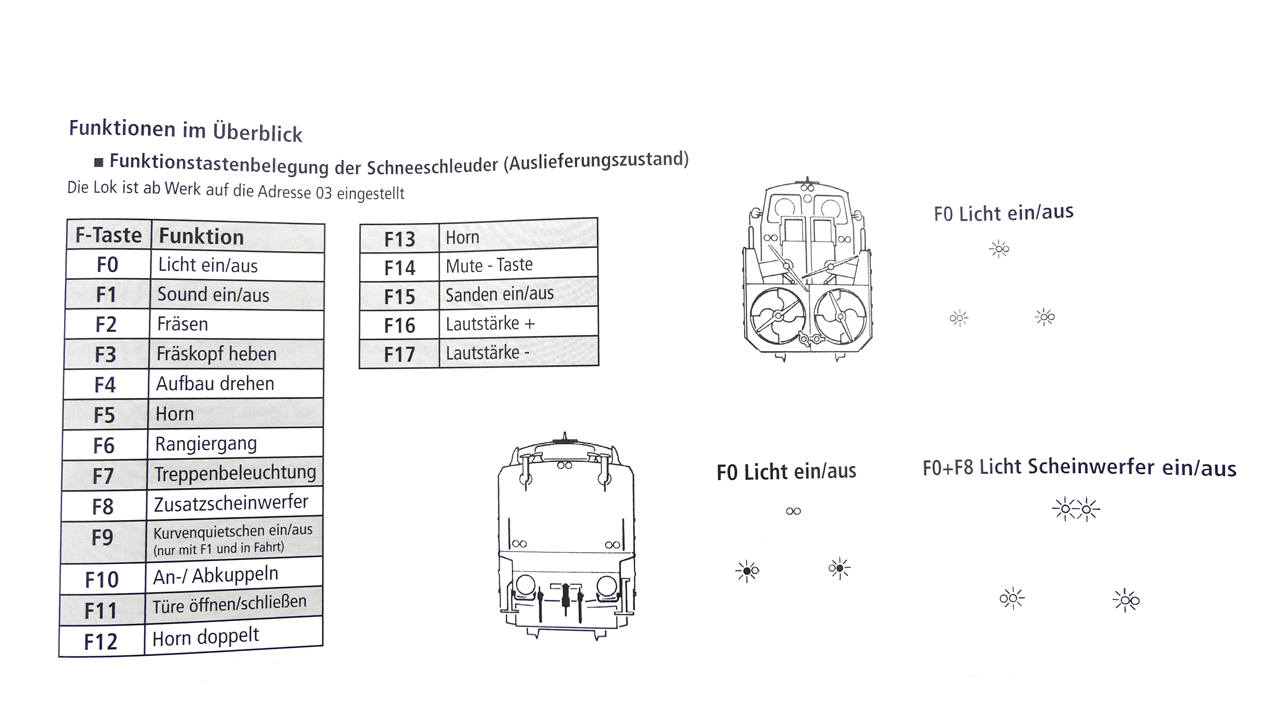 Funktionen im Überblick
■ Funktionstastenbelegung der Schneeschleuder (Auslieferungszustand)
Die Lok ist ab Werk auf die Adresse 03 eingestellt
F-Taste Funktion
F0 Licht ein/aus
F1 Sound ein/aus
F2 Fräsen
F3 Fräskopf heben
F4 Aufbau drehen
F5 Horn
F6 Rangiergang
F7 Treppenbeleuchtung
F8 Zusatzscheinwerfer
F9 Kurvenquietschen ein/aus
(nur mit F1 und in Fahrt)
F10 An-/ Abkuppeln
F11 Türe öffnen/schließen
F12 Horn doppelt
F13 Horn
F14 Mute - Taste
F15 Sanden ein/aus
F16 Lautstärke +
F17 Lautstärke -
F0 Licht ein/aus
F0 Licht ein/aus
F0+F8 Licht Scheinwerfer ein/aus